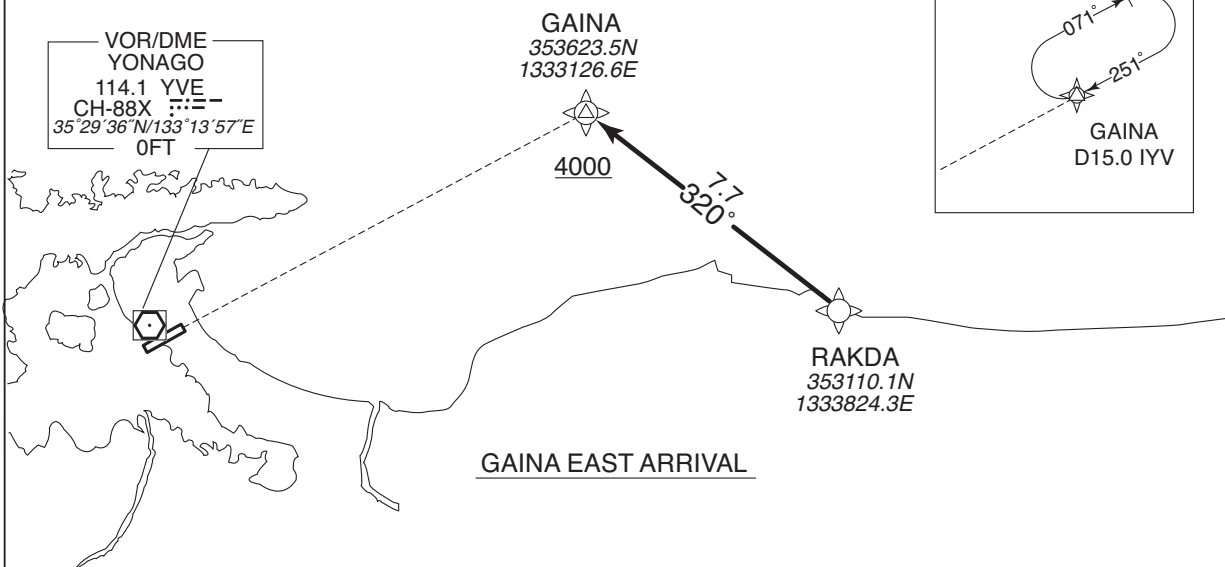 VOR/DME
YONAGO
114.1 YVE
CH-88X
35°29´36˝N/133°13´57˝E
0FT
GAINA
353623.5N
1333126.6E
4000
7.7
320°
RAKDA
353110.1N
1333824.3E
GAINA EAST ARRIVAL
071°
251°
GAINA
D15.0 IYV